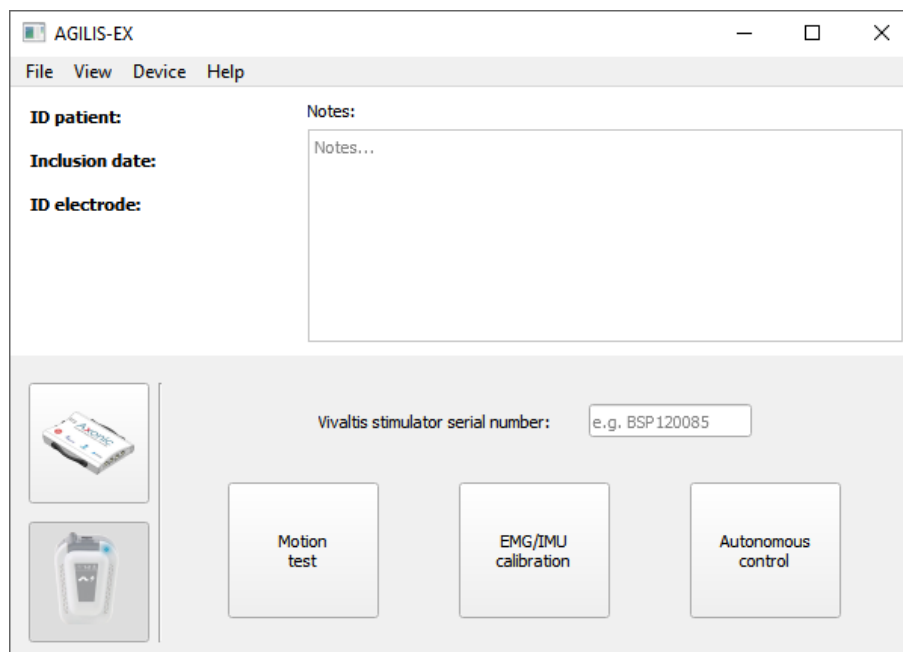 AGILIS-EX
File View Device Help
ID patient:
Inclusion date:
ID electrode:
Notes:
Notes...
Axonic
Vivaltis stimulator serial number:
e.g. BSP120085
Motion
test
EMG/IMU
calibration
Autonomous
control